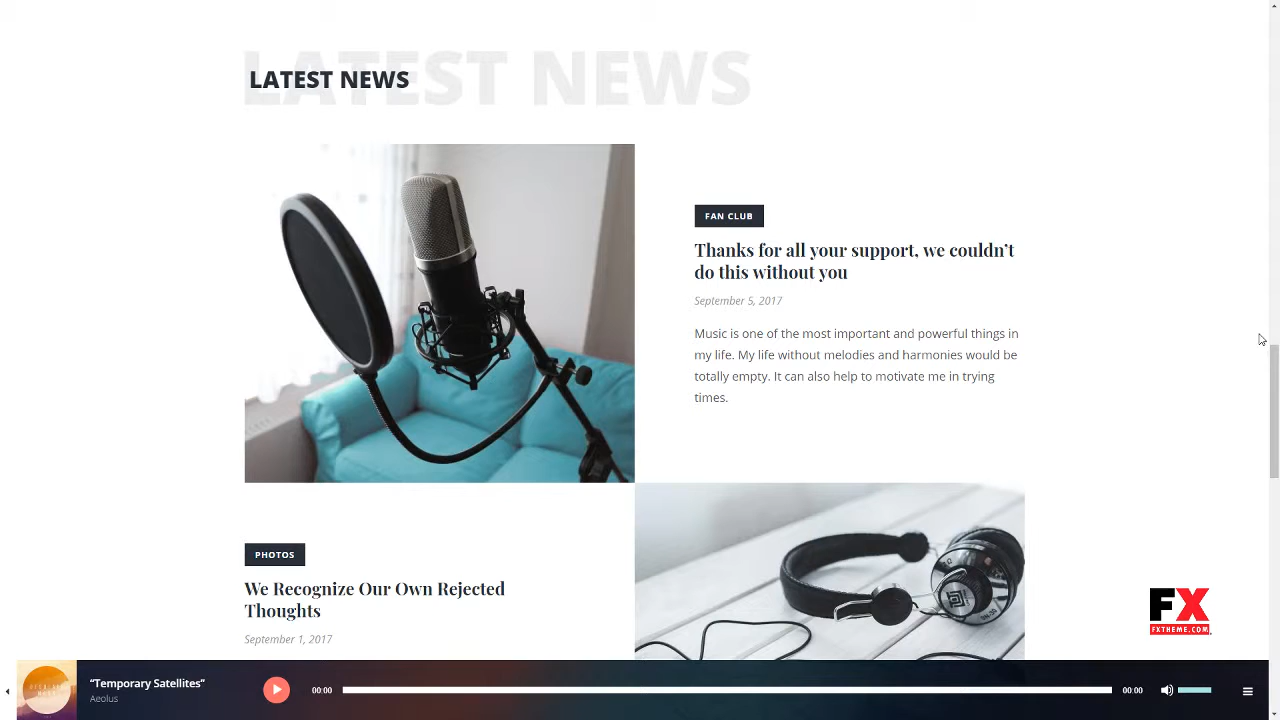 LATEST NEWS
LATEST NEWS
FAN CLUB
Thanks for all your support, we couldn’t
do this without you
September 5, 2017
Music is one of the most important and powerful things in
my life. My life without melodies and harmonies would be
totally empty. It can also help to motivate me in trying
times.
PHOTOS
We Recognize Our Own Rejected
Thoughts
September 1, 2017
FX
FXTHEME.COM
“Temporary Satellites”
Aeolus
00:00
00:00